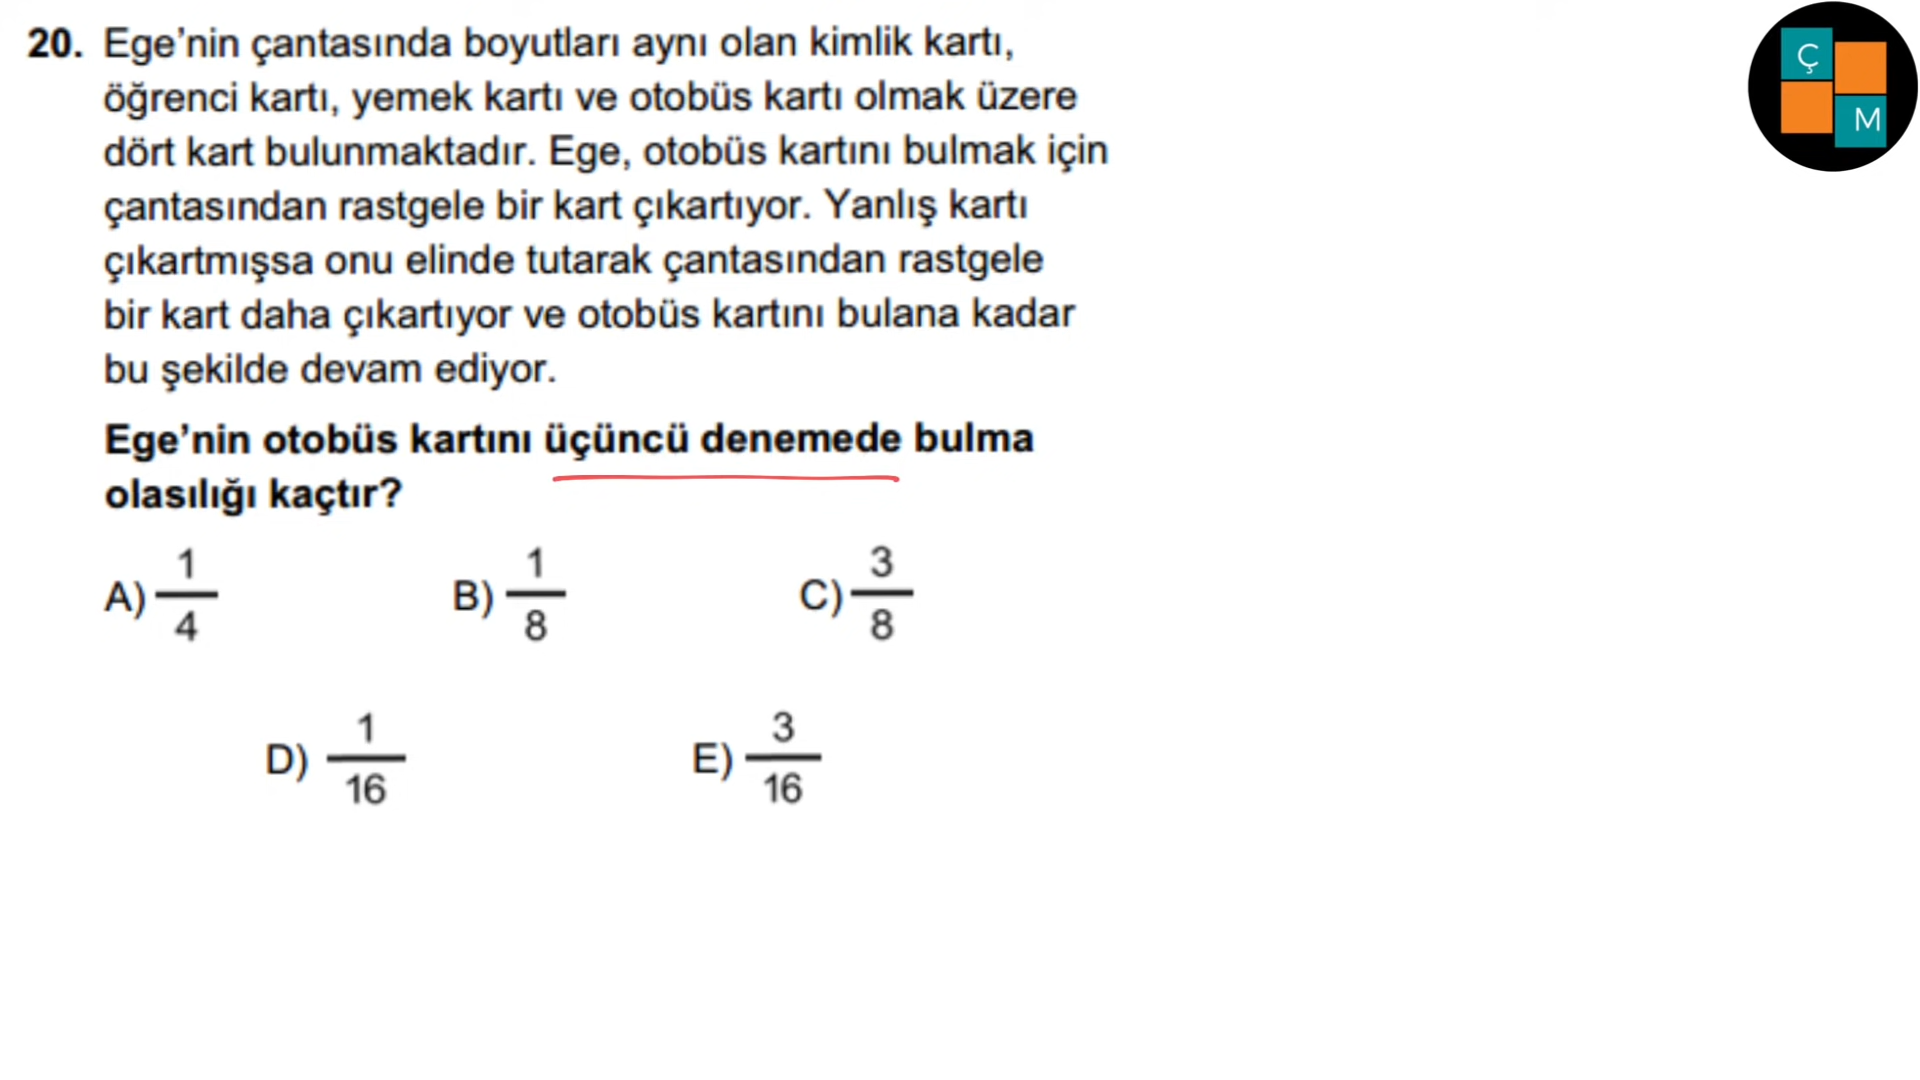 20. Ege'nin çantasında boyutları aynı olan kimlik kartı,
öğrenci kartı, yemek kartı ve otobüs kartı olmak üzere
dört kart bulunmaktadır. Ege, otobüs kartını bulmak için
çantasından rastgele bir kart çıkartıyor. Yanlış kartı
çıkartmışsa onu elinde tutarak çantasından rastgele
bir kart daha çıkartıyor ve otobüs kartını bulana kadar
bu şekilde devam ediyor.
Ege'nin otobüs kartını üçüncü denemede bulma
olasılığı kaçtır?
A) 1/4 B) 1/8 C) 3/8
D) 1/16 E) 3/16
Ç
M